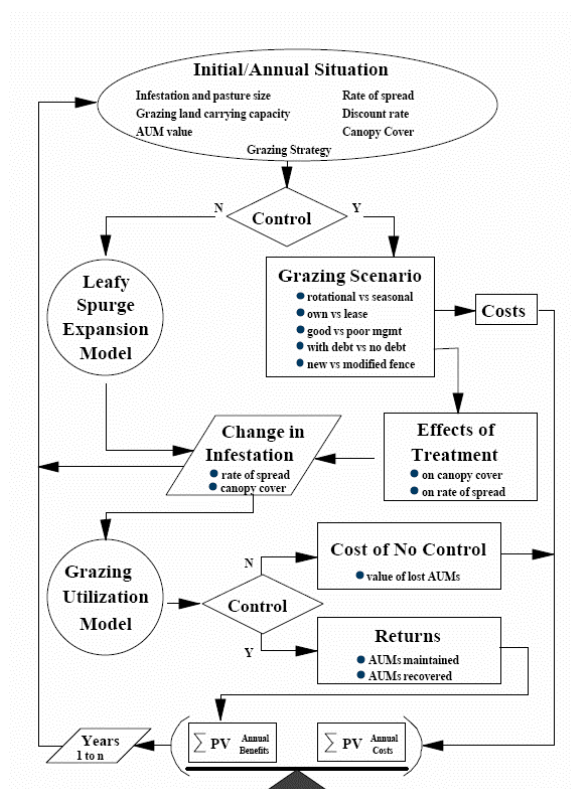 Initial/Annual Situation
Infestation and pasture size
Rate of spread
Grazing land carrying capacity
Discount rate
AUM value
Canopy Cover
Grazing Strategy
N
Y
Control
Leafy
Spurge
Expansion
Model
Grazing Scenario
rotational vs seasonal
own vs lease
good vs poor mgmt
with debt vs no debt
new vs modified fence
Costs
Change in
Infestation
rate of spread
canopy cover
Effects of
Treatment
on canopy cover
on rate of spread
Grazing
Utilization
Model
N
Control
Y
Cost of No Control
value of lost AUMs
Returns
AUMs maintained
AUMs recovered
Years
1 to n
∑ PV Annual
Benefits
∑ PV Annual
Costs